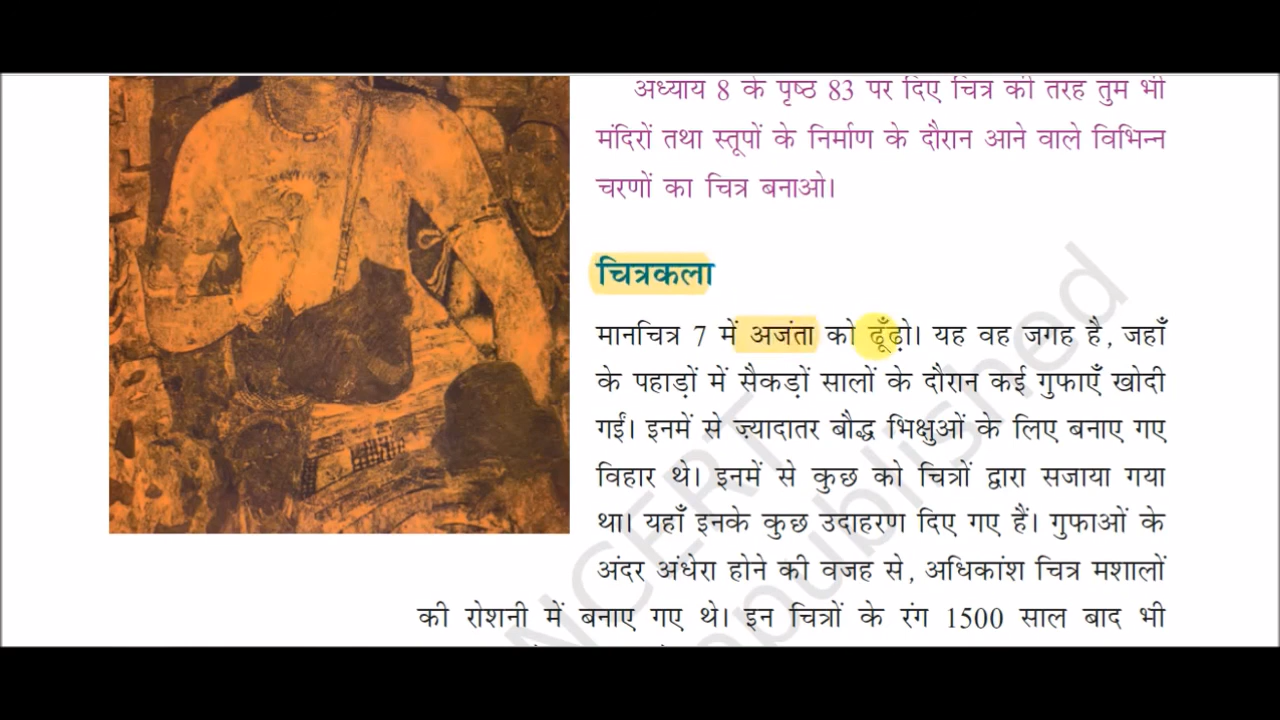 अध्याय 8 के पृष्ठ 83 पर दिए चित्र की तरह तुम भी
मंदिरों तथा स्तूपों के निर्माण के दौरान आने वाले विभिन्न
चरणों का चित्र बनाओ।
चित्रकला
मानचित्र 7 में अजंता को ढूँढ़ो। यह वह जगह है, जहाँ
के पहाड़ों में सैकड़ों सालों के दौरान कई गुफाएँ खोदी
गईं। इनमें से ज़्यादातर बौद्ध भिक्षुओं के लिए बनाए गए
विहार थे। इनमें से कुछ को चित्रों द्वारा सजाया गया
था। यहाँ इनके कुछ उदाहरण दिए गए हैं। गुफाओं के
अंदर अंधेरा होने की वजह से, अधिकांश चित्र मशालों
की रोशनी में बनाए गए थे। इन चित्रों के रंग 1500 साल बाद भी
NCERT
published